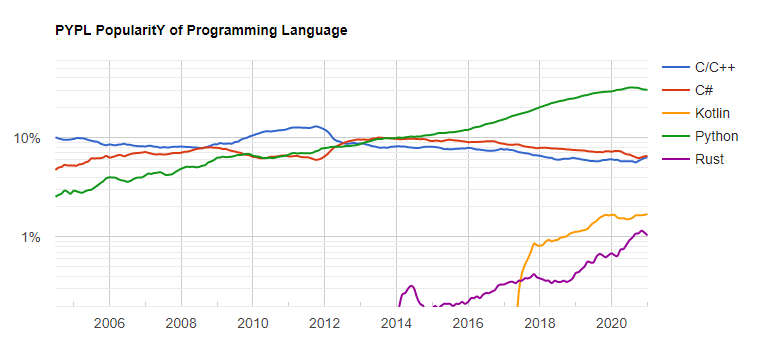 PYPL PopularitY of Programming Language
C/C++
C#
Kotlin
Python
Rust
10%
1%
2006 2008 2010 2012 2014 2016 2018 2020